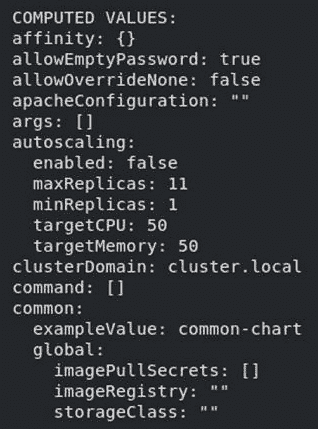 COMPUTED VALUES:
affinity: {}
allowEmptyPassword: true
allowOverrideNone: false
apacheConfiguration: ""
args: []
autoscaling:
  enabled: false
  maxReplicas: 11
  minReplicas: 1
  targetCPU: 50
  targetMemory: 50
clusterDomain: cluster.local
command: []
common:
  exampleValue: common-chart
  global:
    imagePullSecrets: []
    imageRegistry: ""
    storageClass: ""